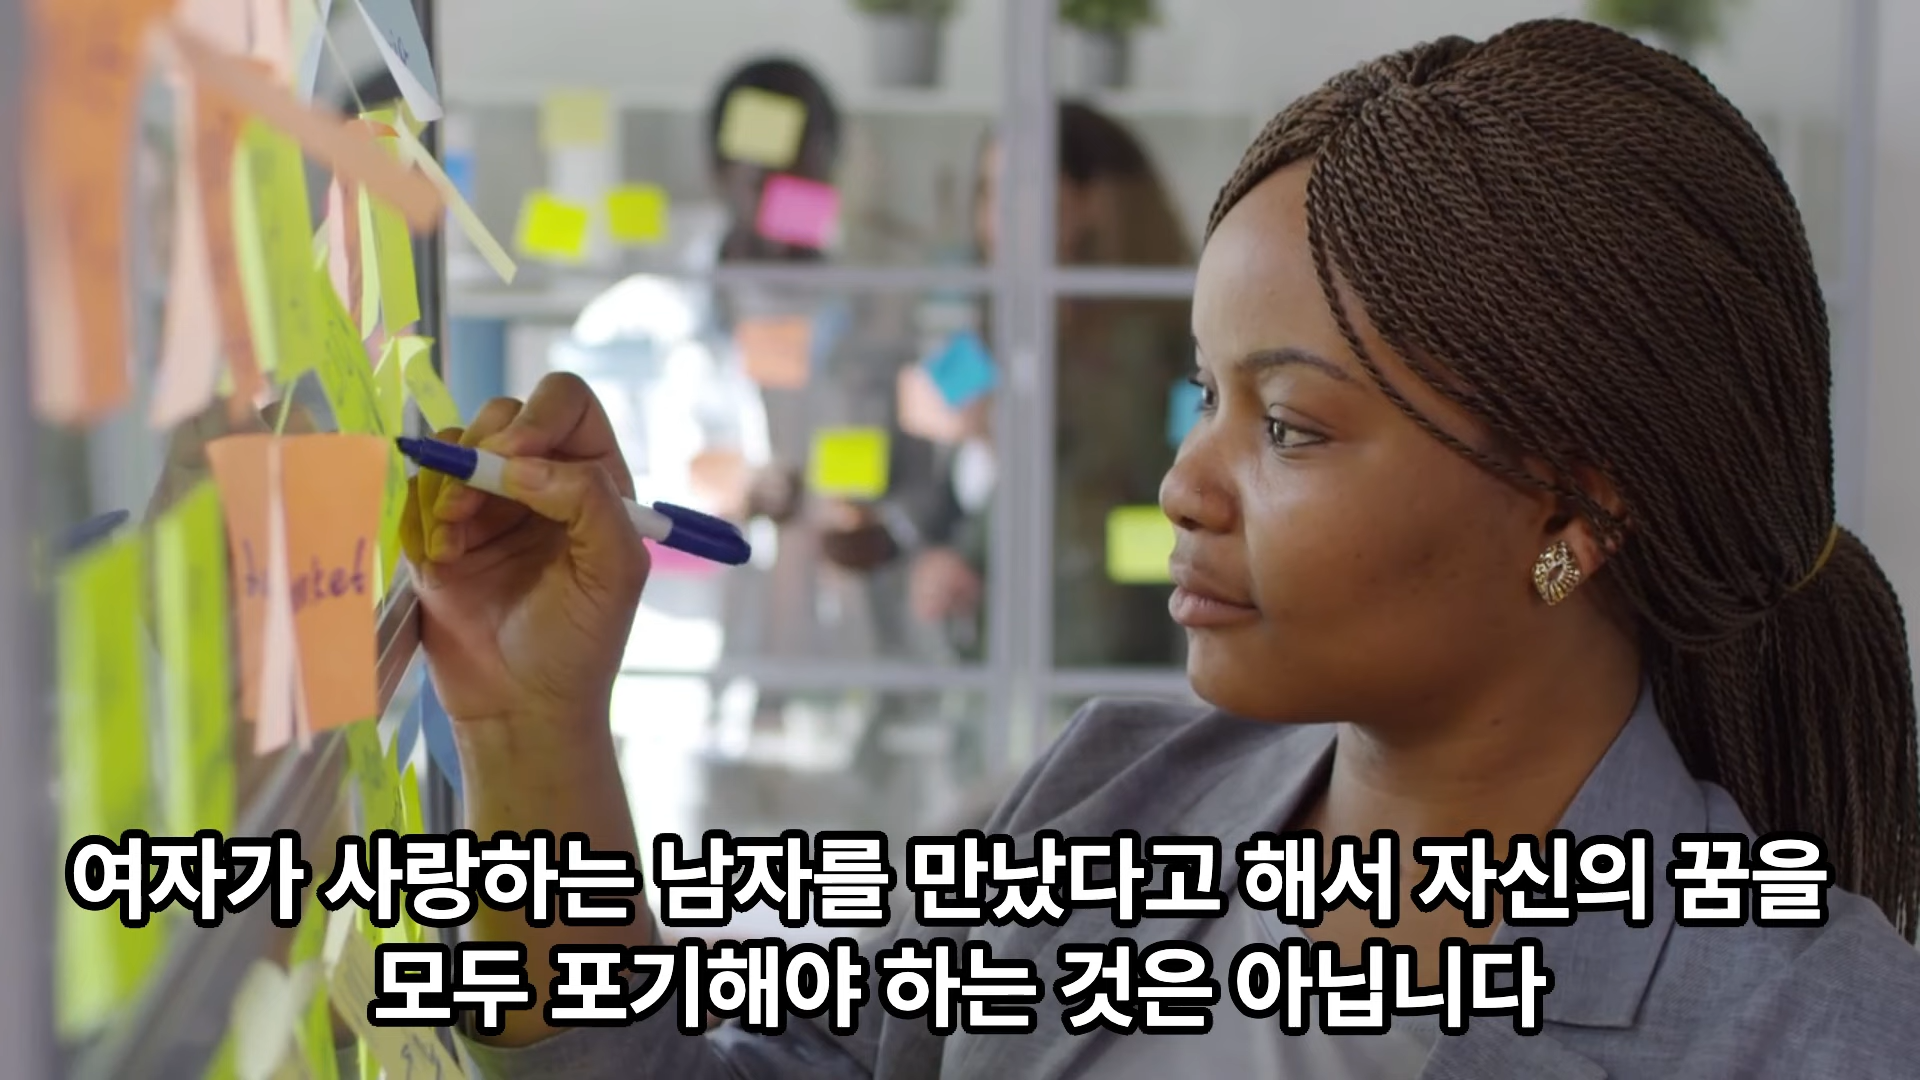 여자가 사랑하는 남자를 만났다고 해서 자신의 꿈을
모두 포기해야 하는 것은 아닙니다